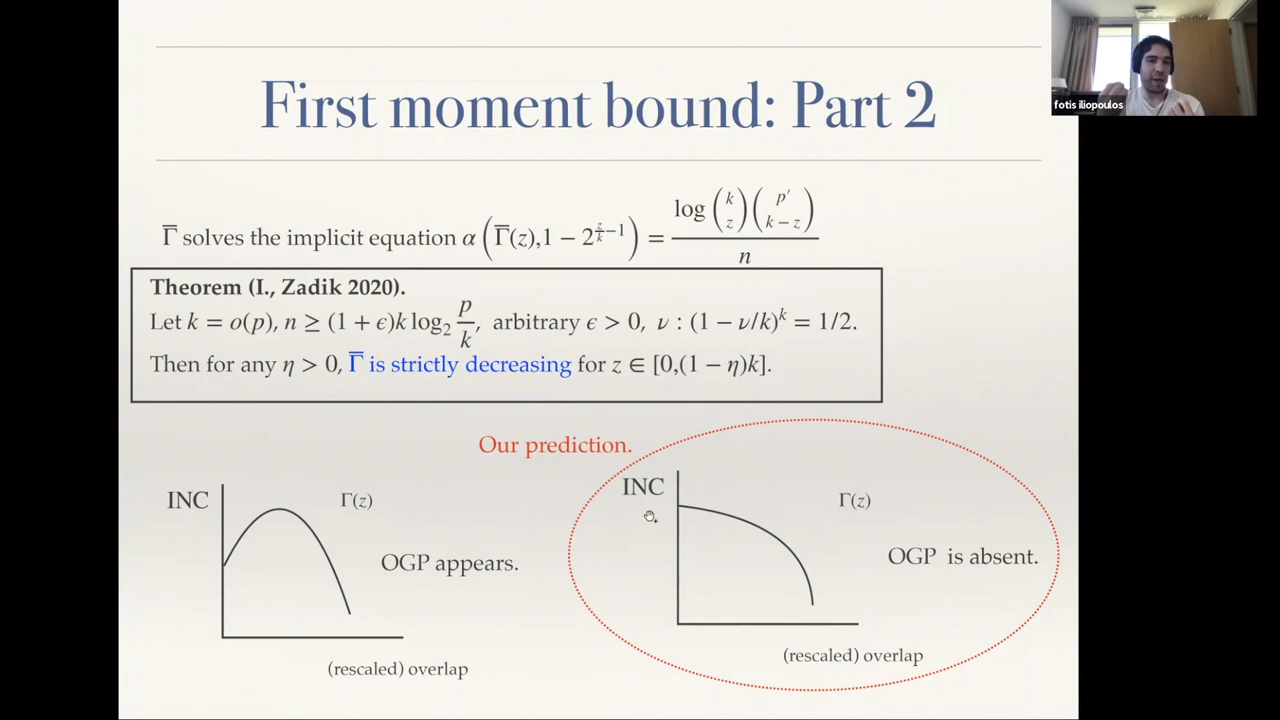 fotis iliopoulos
First moment bound: Part 2
Γ̅ solves the implicit equation α(Γ̅(z), 1 − 2^{z/k − 1}) = log (k choose z)(p′ choose k − z) / n
Theorem (I., Zadik 2020).
Let k = o(p), n ≥ (1 + ϵ)k log₂ p/k, arbitrary ϵ > 0, ν : (1 − ν/k)^k = 1/2.
Then for any η > 0, Γ̅ is strictly decreasing for z ∈ [0,(1 − η)k].
Our prediction.
INC
Γ(z)
OGP appears.
(rescaled) overlap
INC
Γ(z)
OGP is absent.
(rescaled) overlap